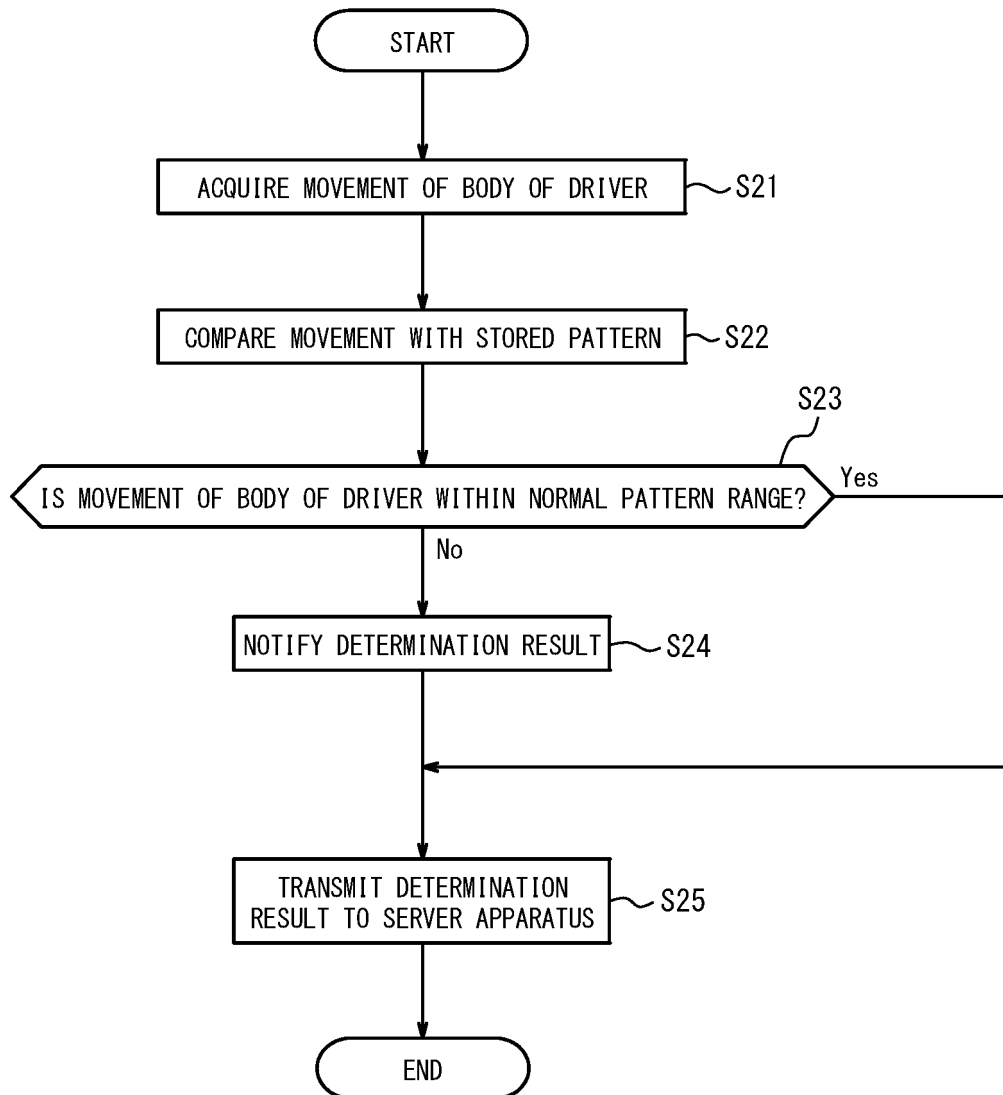 START
ACQUIRE MOVEMENT OF BODY OF DRIVER
S21
COMPARE MOVEMENT WITH STORED PATTERN
S22
S23
IS MOVEMENT OF BODY OF DRIVER WITHIN NORMAL PATTERN RANGE?
Yes
No
NOTIFY DETERMINATION RESULT
S24
TRANSMIT DETERMINATION
RESULT TO SERVER APPARATUS
S25
END